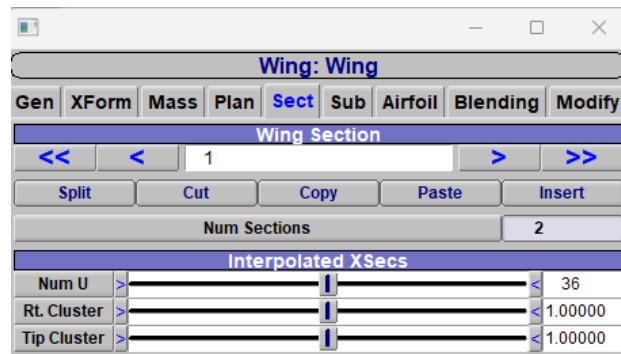 Wing: Wing
Gen XForm Mass Plan Sect Sub Airfoil Blending Modify
Wing Section
<< < 1 > >>
Split Cut Copy Paste Insert
Num Sections 2
Interpolated XSecs
Num U > < 36
Rt. Cluster > < 1.00000
Tip Cluster > < 1.00000